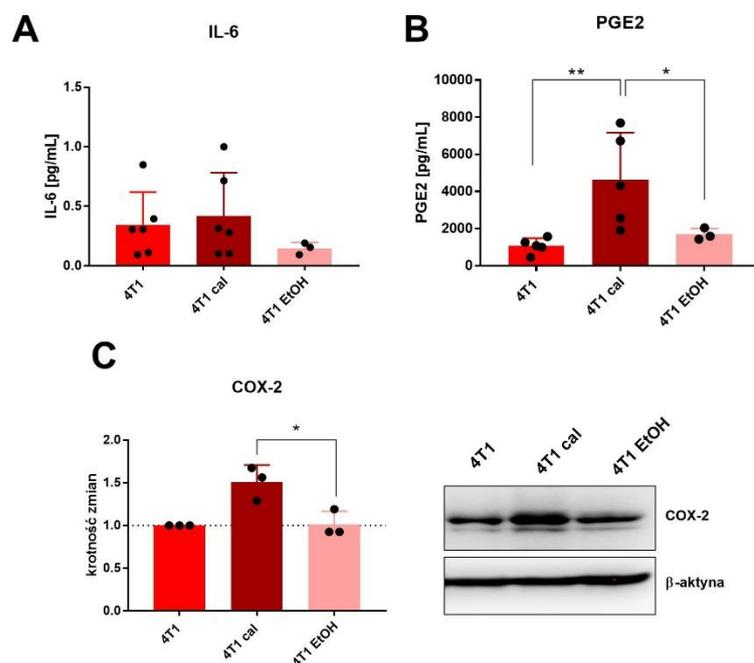 A
IL-6
IL-6 [pg/mL]
1.5
1.0
0.5
0.0
4T1
4T1 cal
4T1 EtOH
B
PGE2
PGE2 [pg/mL]
10000
8000
6000
4000
2000
0
**
*
4T1
4T1 cal
4T1 EtOH
C
COX-2
krotność zmian
2.0
1.5
1.0
0.5
0.0
*
4T1
4T1 cal
4T1 EtOH
4T1
4T1 cal
4T1 EtOH
COX-2
β-aktyna